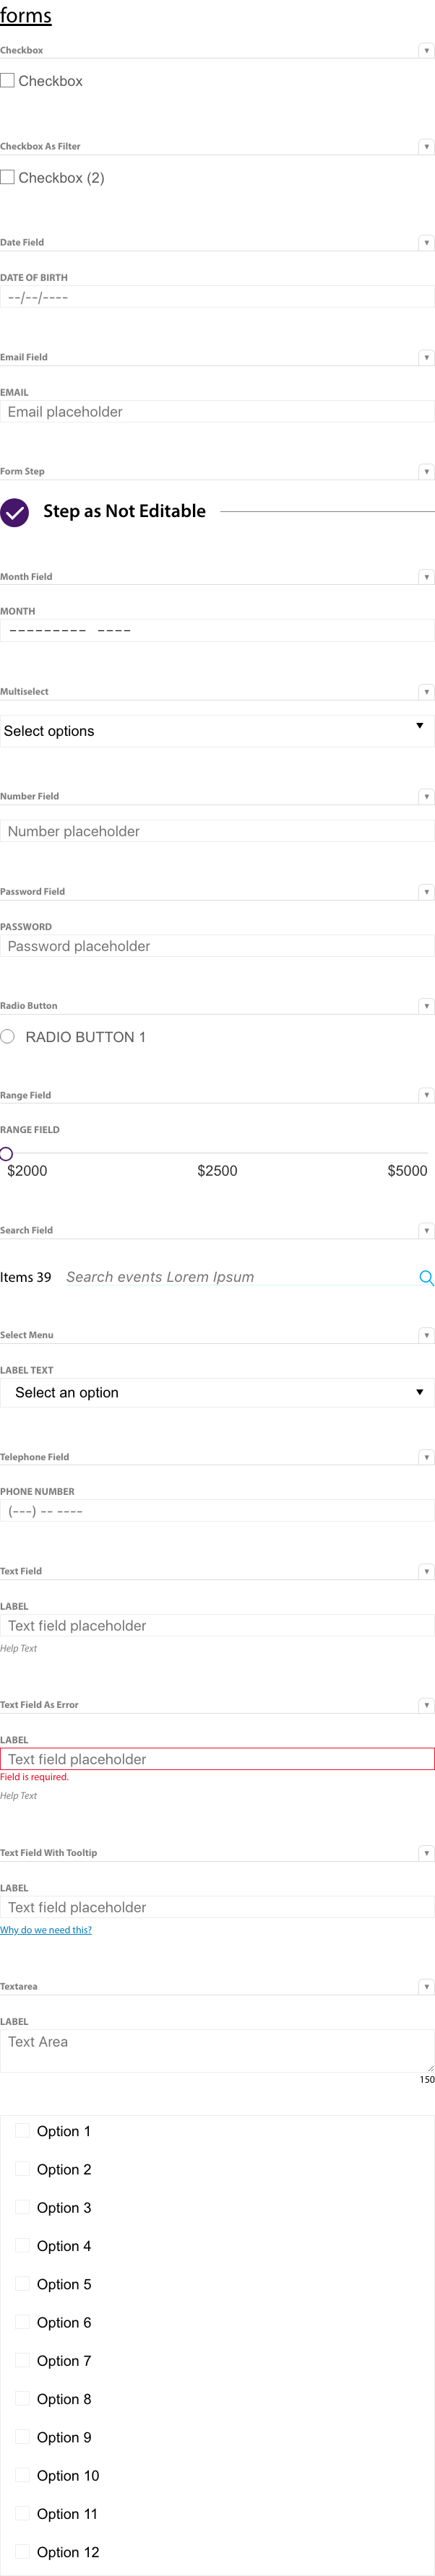 forms
Checkbox
Checkbox
Checkbox As Filter
Checkbox (2)
Date Field
DATE OF BIRTH
--/--/----
Email Field
EMAIL
Email placeholder
Form Step
Step as Not Editable
Month Field
MONTH
--------- ----
Multiselect
Select options
Number Field
Number placeholder
Password Field
PASSWORD
Password placeholder
Radio Button
RADIO BUTTON 1
Range Field
RANGE FIELD
$2000 $2500 $5000
Search Field
Items 39 Search events Lorem Ipsum
Select Menu
LABEL TEXT
Select an option
Telephone Field
PHONE NUMBER
(---) -- ----
Text Field
LABEL
Text field placeholder
Help Text
Text Field As Error
LABEL
Text field placeholder
Field is required.
Help Text
Text Field With Tooltip
LABEL
Text field placeholder
Why do we need this?
Textarea
LABEL
Text Area
150
Option 1
Option 2
Option 3
Option 4
Option 5
Option 6
Option 7
Option 8
Option 9
Option 10
Option 11
Option 12